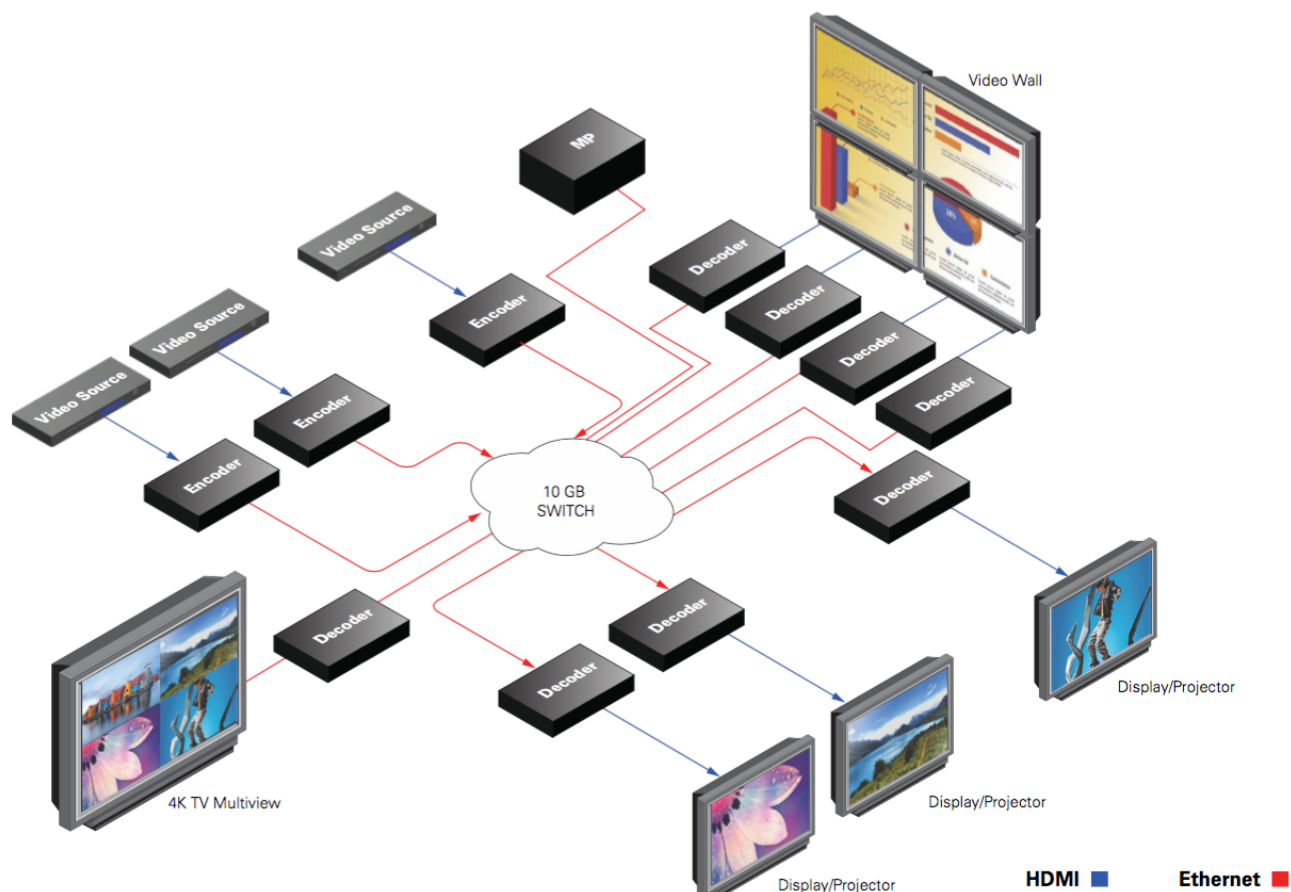 Video Wall
MP
Video Source
Encoder
Decoder
Decoder
Decoder
Decoder
Video Source
Encoder
Video Source
Encoder
10 GB
SWITCH
Decoder
Display/Projector
Decoder
4K TV Multiview
Decoder
Display/Projector
Decoder
Display/Projector
HDMI
Ethernet